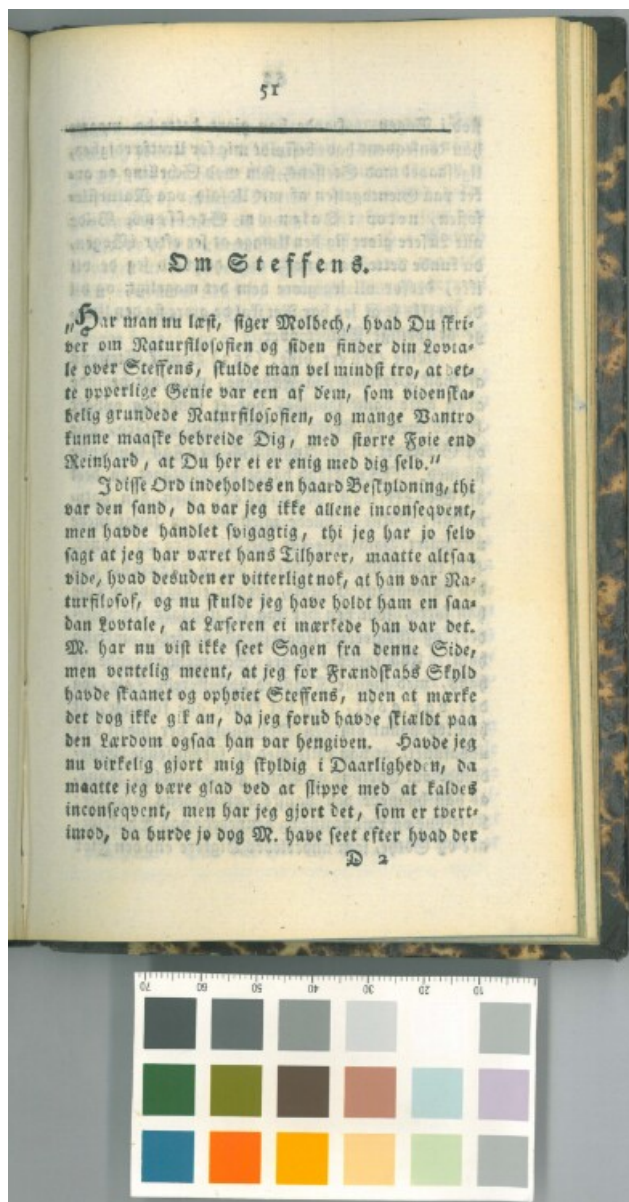 51
Om Steffens.
„Har man nu læst, siger Molbech, hvad Du skri-
ver om Naturfilosofien og siden finder din Lovta-
le over Steffens, skulde man vel mindst tro, at det-
te ypperlige Genie var een af dem, som videnska-
belig grundede Naturfilosofien, og mange Vantro
kunne maaske bebreide Dig, med større Føie end
Reinhard, at Du her ei er enig med dig selv."
I disse Ord indeholdes en haard Beskyldning, thi
var den sand, da var jeg ikke allene inconseqvent,
men havde handlet svigagtig, thi jeg har jo selv
sagt at jeg har været hans Tilhører, maatte altsaa
vide, hvad desuden er vitterligt nok, at han var Na-
turfilosof, og nu skulde jeg have holdt ham en saa-
dan Lovtale, at Læseren ei mærkede han var det.
M. har nu vist ikke seet Sagen fra denne Side,
men ventelig meent, at jeg for Frændskabs Skyld
havde skaanet og ophøiet Steffens, uden at mærke
det dog ikke gik an, da jeg forud havde skiældt paa
den Lærdom ogsaa han var hengiven. Havde jeg
nu virkelig gjort mig skyldig i Daarligheden, da
maatte jeg være glad ved at slippe med at kaldes
inconseqvent, men har jeg gjort det, som er tvert-
imod, da burde jo dog M. have seet efter hvad der
D 2
70 60 50 40 30 20 10